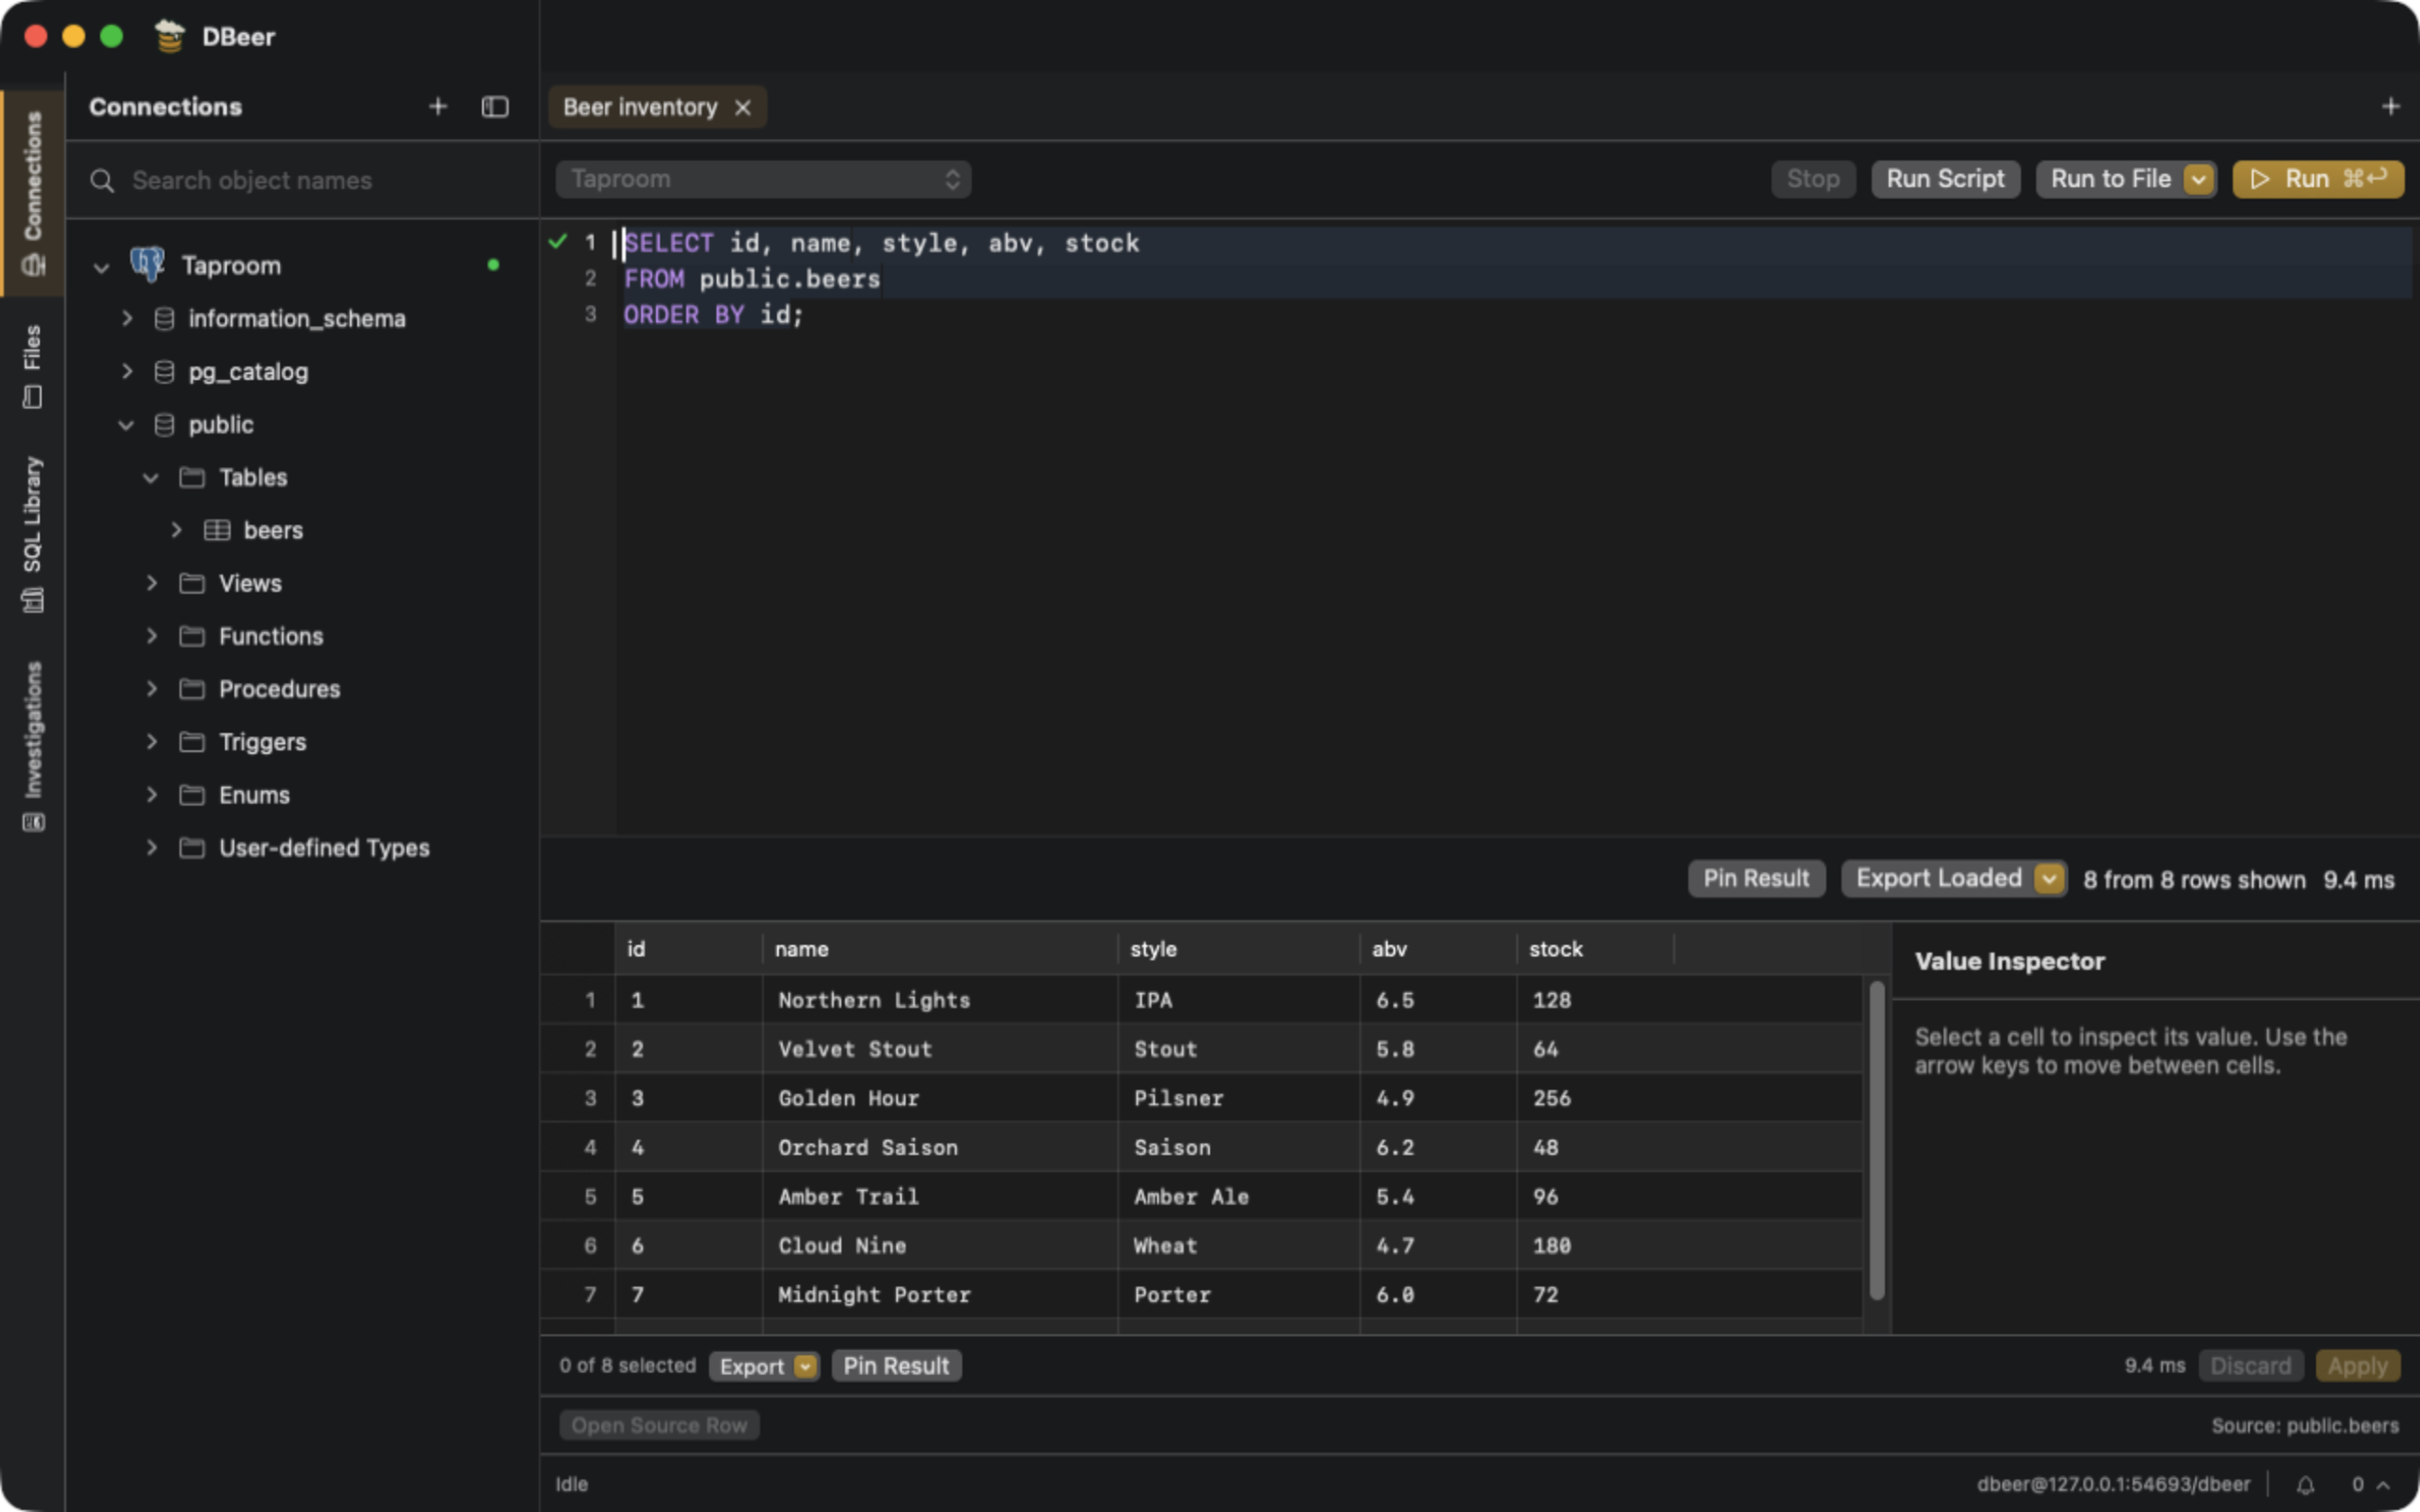 DBeer
Connections
Files
SQL Library
Investigations
Connections
Search object names
Taproom
information_schema
pg_catalog
public
Tables
beers
Views
Functions
Procedures
Triggers
Enums
User-defined Types
Beer inventory
Taproom
Stop Run Script Run to File Run ⌘↩
1 SELECT id, name, style, abv, stock
2 FROM public.beers
3 ORDER BY id;
Pin Result Export Loaded 8 from 8 rows shown 9.4 ms
id name style abv stock
1 1 Northern Lights IPA 6.5 128
2 2 Velvet Stout Stout 5.8 64
3 3 Golden Hour Pilsner 4.9 256
4 4 Orchard Saison Saison 6.2 48
5 5 Amber Trail Amber Ale 5.4 96
6 6 Cloud Nine Wheat 4.7 180
7 7 Midnight Porter Porter 6.0 72
Value Inspector
Select a cell to inspect its value. Use the
arrow keys to move between cells.
0 of 8 selected Export Pin Result 9.4 ms Discard Apply
Open Source Row Source: public.beers
Idle dbeer@127.0.0.1:54693/dbeer 0